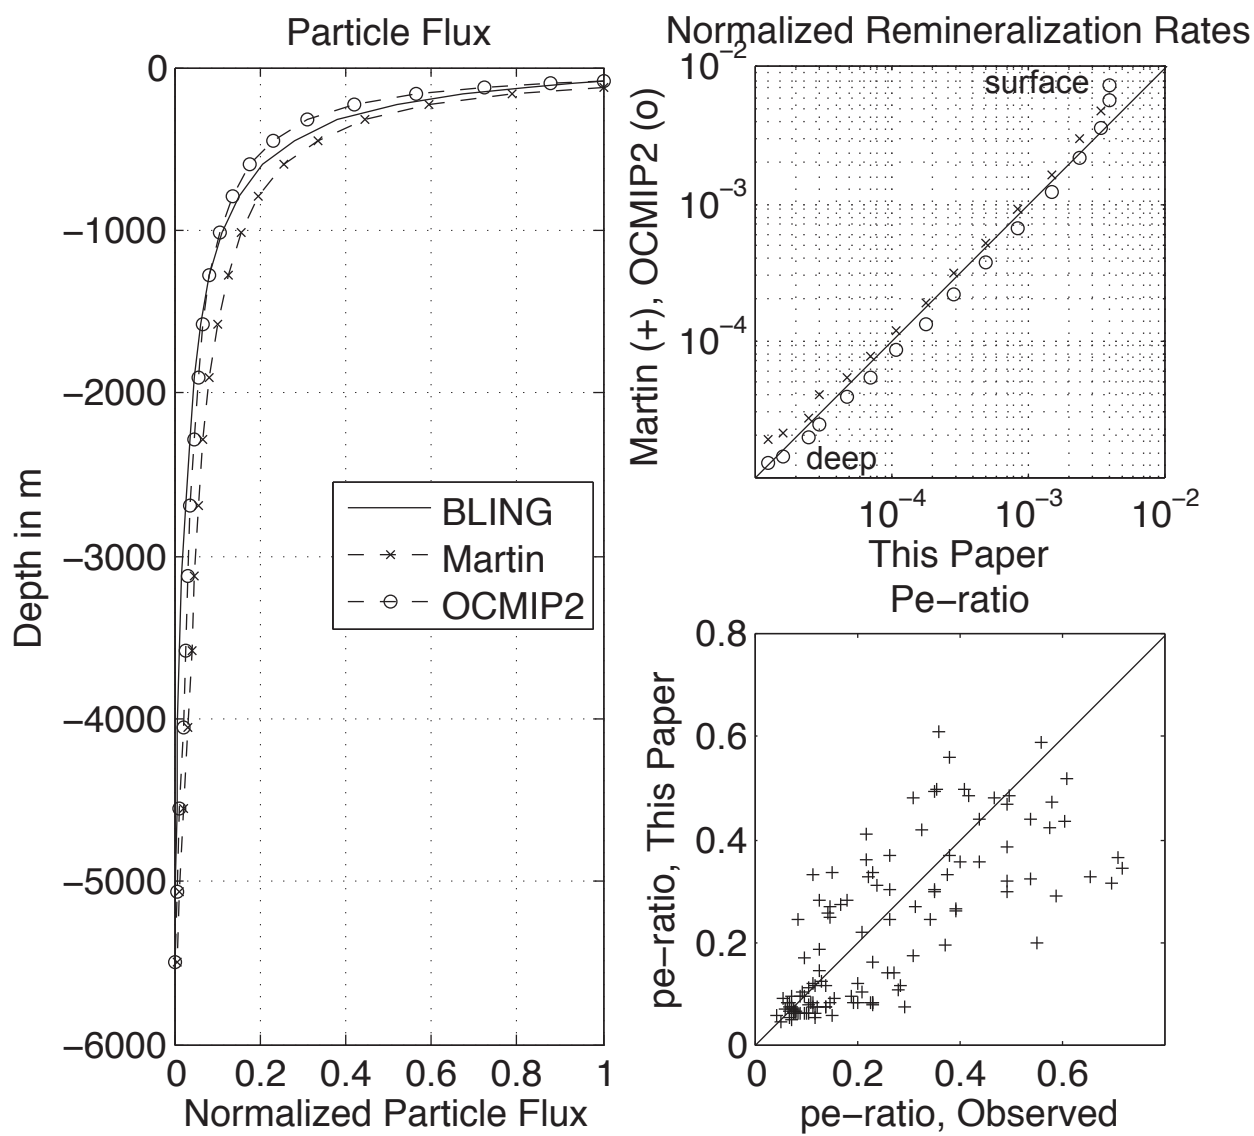 Particle Flux
0
−1000
−2000
−3000
−4000
−5000
−6000
Depth in m
0 0.2 0.4 0.6 0.8 1
Normalized Particle Flux
BLING
Martin
OCMIP2
Normalized Remineralization Rates
10−2
10−3
10−4
Martin (+), OCMIP2 (o)
surface
deep
10−4 10−3 10−2
This Paper
Pe−ratio
0.8
0.6
0.4
0.2
0
pe−ratio, This Paper
0 0.2 0.4 0.6
pe−ratio, Observed